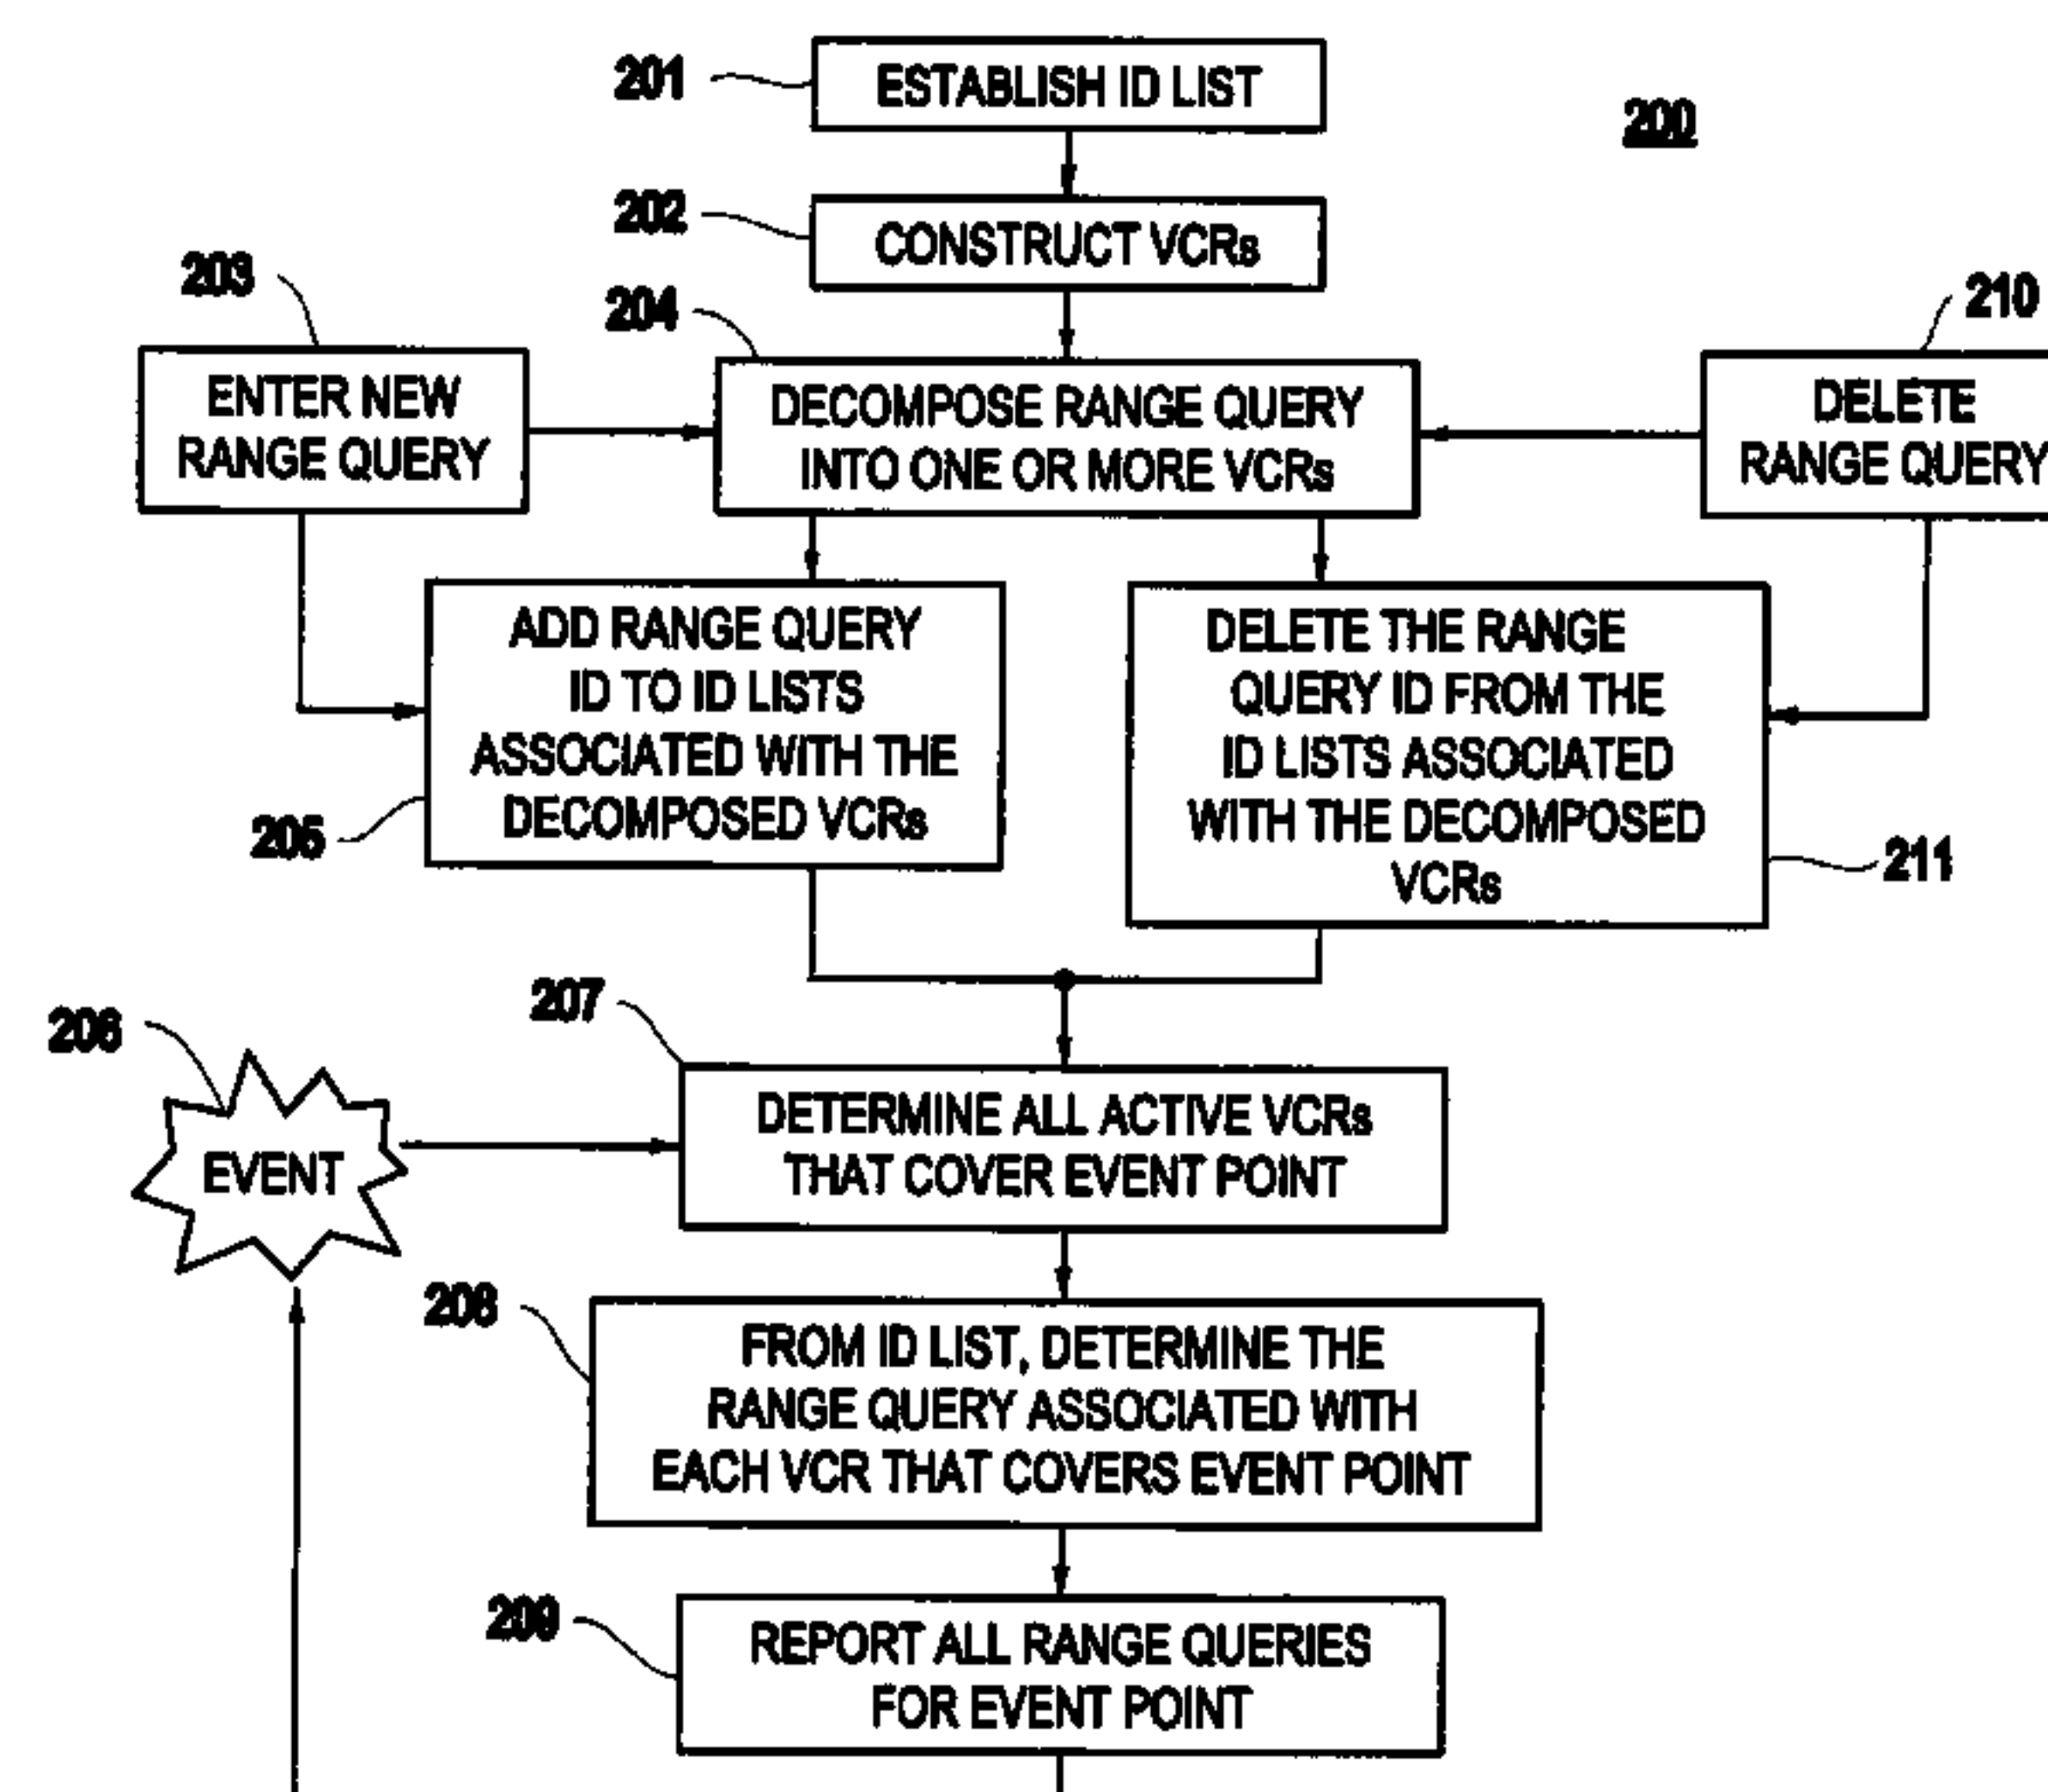 201
ESTABLISH ID LIST
200
202
CONSTRUCT VCRs
203
204
210
ENTER NEW
RANGE QUERY
DECOMPOSE RANGE QUERY
INTO ONE OR MORE VCRs
DELETE
RANGE QUERY
ADD RANGE QUERY
ID TO ID LISTS
ASSOCIATED WITH THE
DECOMPOSED VCRs
205
DELETE THE RANGE
QUERY ID FROM THE
ID LISTS ASSOCIATED
WITH THE DECOMPOSED
VCRs
211
206
EVENT
207
DETERMINE ALL ACTIVE VCRs
THAT COVER EVENT POINT
208
FROM ID LIST, DETERMINE THE
RANGE QUERY ASSOCIATED WITH
EACH VCR THAT COVERS EVENT POINT
209
REPORT ALL RANGE QUERIES
FOR EVENT POINT